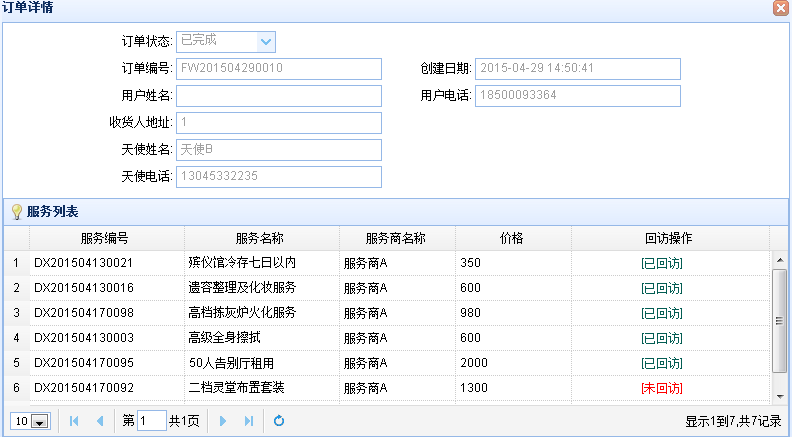 订单详情
订单状态: 已完成
订单编号: FW201504290010 创建日期: 2015-04-29 14:50:41
用户姓名: 用户电话: 18500093364
收货人地址: 1
天使姓名: 天使B
天使电话: 13045332235
服务列表
服务编号 服务名称 服务商名称 价格 回访操作
1 DX201504130021 殡仪馆冷存七日以内 服务商A 350 [已回访]
2 DX201504130016 遗容整理及化妆服务 服务商A 600 [已回访]
3 DX201504170098 高档拣灰炉火化服务 服务商A 980 [已回访]
4 DX201504130003 高级全身擦拭 服务商A 600 [已回访]
5 DX201504170095 50人告别厅租用 服务商A 2000 [已回访]
6 DX201504170092 二档灵堂布置套装 服务商A 1300 [未回访]
10 第 1 共1页 显示1到7,共7记录